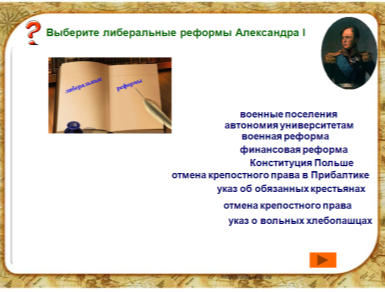 Выберите либеральные реформы Александра I
либеральные реформы
военные поселения
автономия университетам
военная реформа
финансовая реформа
Конституция Польше
отмена крепостного права в Прибалтике
указ об обязанных крестьянах
отмена крепостного права
указ о вольных хлебопашцах